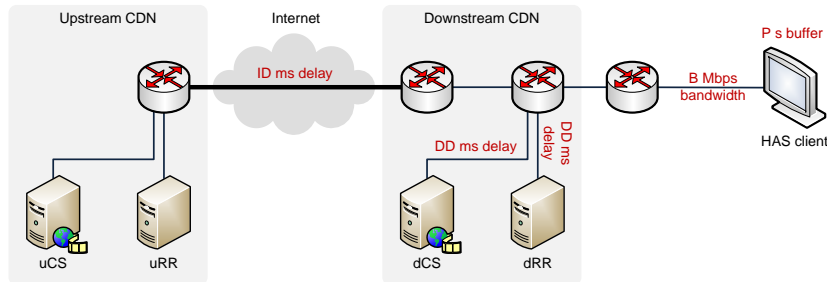 Upstream CDN
Internet
Downstream CDN
P s buffer
ID ms delay
B Mbps
bandwidth
HAS client
DD ms delay
DD ms
delay
uCS
uRR
dCS
dRR